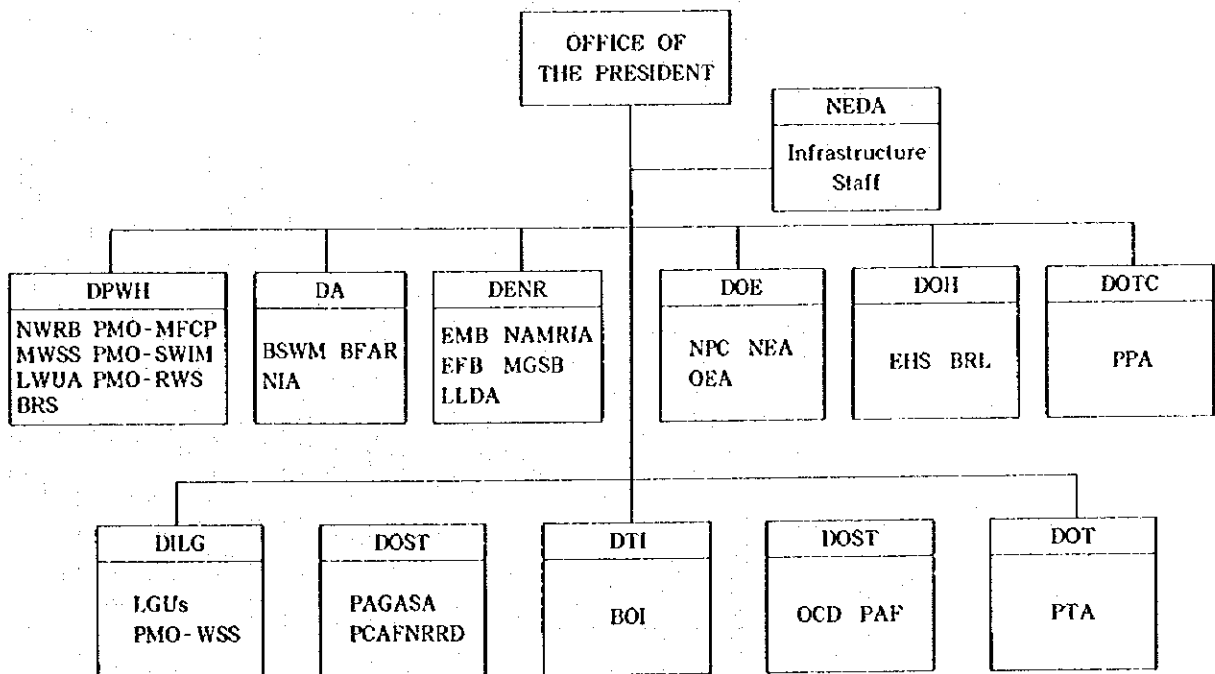 OFFICE OF
THE PRESIDENT
NEDA
Infrastructure
Staff
DPWH
NWRB PMO-MFCP
MWSS PMO-SWIM
LWUA PMO-RWS
BRS
DA
BSWM BFAR
NIA
DENR
EMB NAMRIA
EFB MGSB
LLDA
DOE
NPC NEA
OEA
DOH
EHS BRL
DOTC
PPA
DILG
LGUs
PMO-WSS
DOST
PAGASA
PCAFNRRD
DTI
BOI
DOST
OCD PAF
DOT
PTA